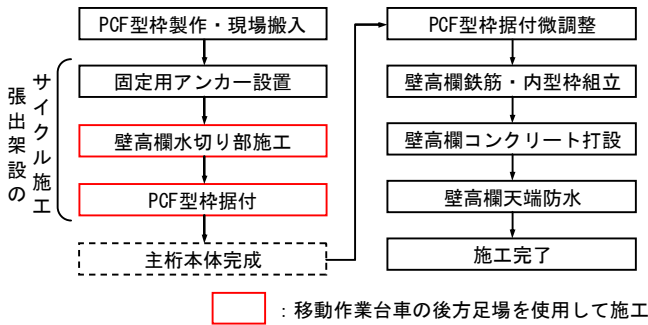 PCF型枠製作・現場搬入
固定用アンカー設置
壁高欄水切り部施工
PCF型枠据付
主桁本体完成
張出架設の
サイクル施工
PCF型枠据付微調整
壁高欄鉄筋・内型枠組立
壁高欄コンクリート打設
壁高欄天端防水
施工完了
：移動作業台車の後方足場を使用して施工